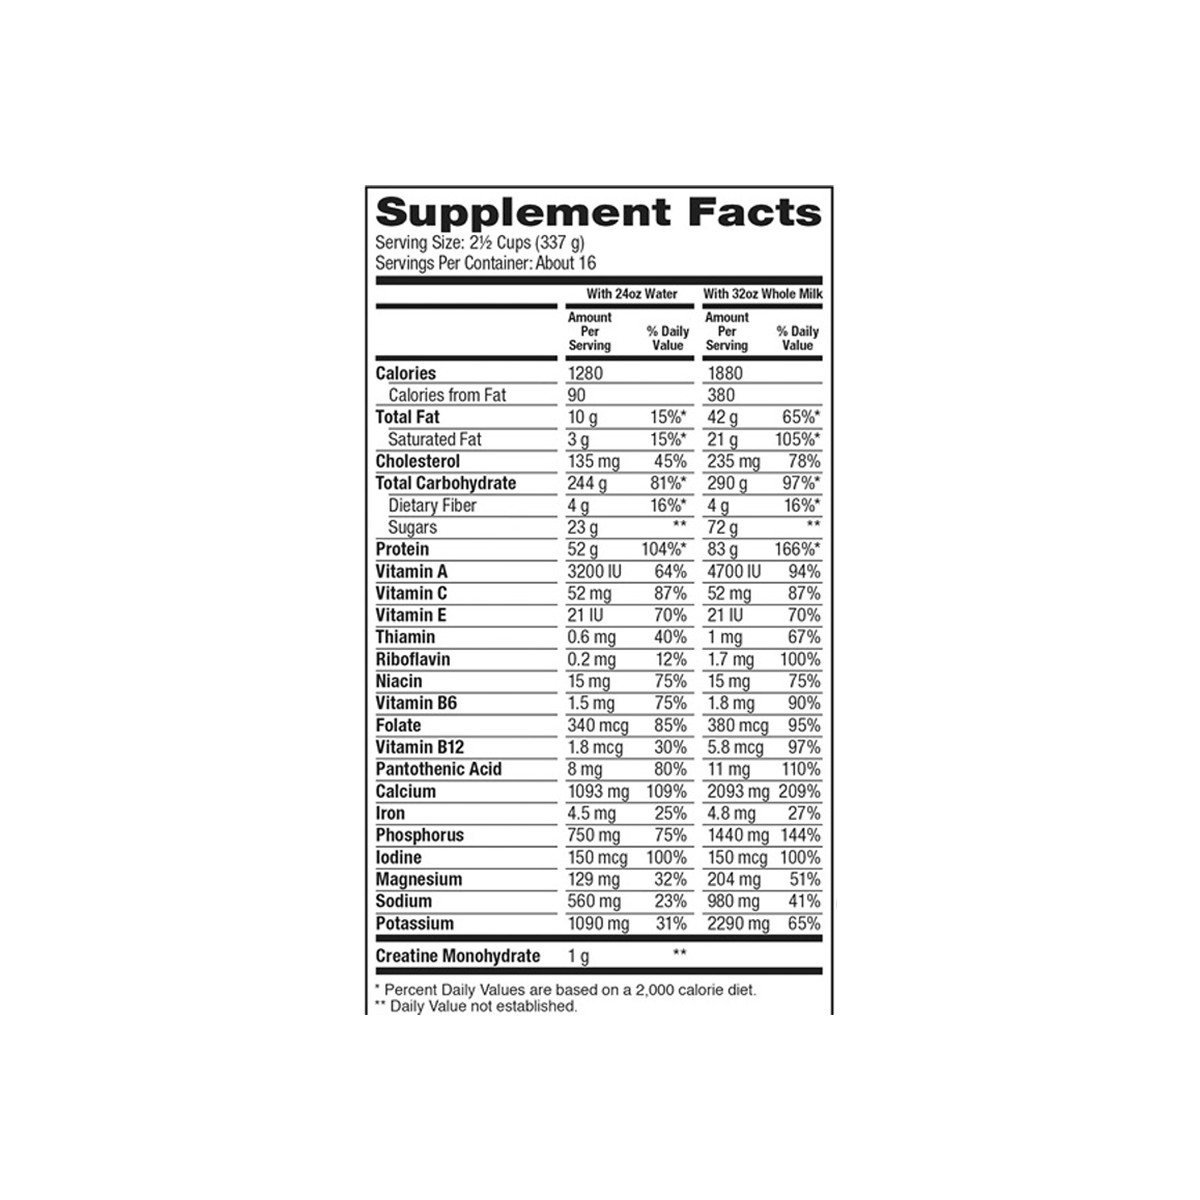 Supplement Facts
Serving Size: 2½ Cups (337 g)
Servings Per Container: About 16
With 24oz Water With 32oz Whole Milk
Amount Per Serving % Daily Value Amount Per Serving % Daily Value
Calories 1280 1880
Calories from Fat 90 380
Total Fat 10 g 15%* 42 g 65%*
Saturated Fat 3 g 15%* 21 g 105%*
Cholesterol 135 mg 45% 235 mg 78%
Total Carbohydrate 244 g 81%* 290 g 97%*
Dietary Fiber 4 g 16%* 4 g 16%*
Sugars 23 g ** 72 g **
Protein 52 g 104%* 83 g 166%*
Vitamin A 3200 IU 64% 4700 IU 94%
Vitamin C 52 mg 87% 52 mg 87%
Vitamin E 21 IU 70% 21 IU 70%
Thiamin 0.6 mg 40% 1 mg 67%
Riboflavin 0.2 mg 12% 1.7 mg 100%
Niacin 15 mg 75% 15 mg 75%
Vitamin B6 1.5 mg 75% 1.8 mg 90%
Folate 340 mcg 85% 380 mcg 95%
Vitamin B12 1.8 mcg 30% 5.8 mcg 97%
Pantothenic Acid 8 mg 80% 11 mg 110%
Calcium 1093 mg 109% 2093 mg 209%
Iron 4.5 mg 25% 4.8 mg 27%
Phosphorus 750 mg 75% 1440 mg 144%
Iodine 150 mcg 100% 150 mcg 100%
Magnesium 129 mg 32% 204 mg 51%
Sodium 560 mg 23% 980 mg 41%
Potassium 1090 mg 31% 2290 mg 65%
Creatine Monohydrate 1 g **
* Percent Daily Values are based on a 2,000 calorie diet.
** Daily Value not established.